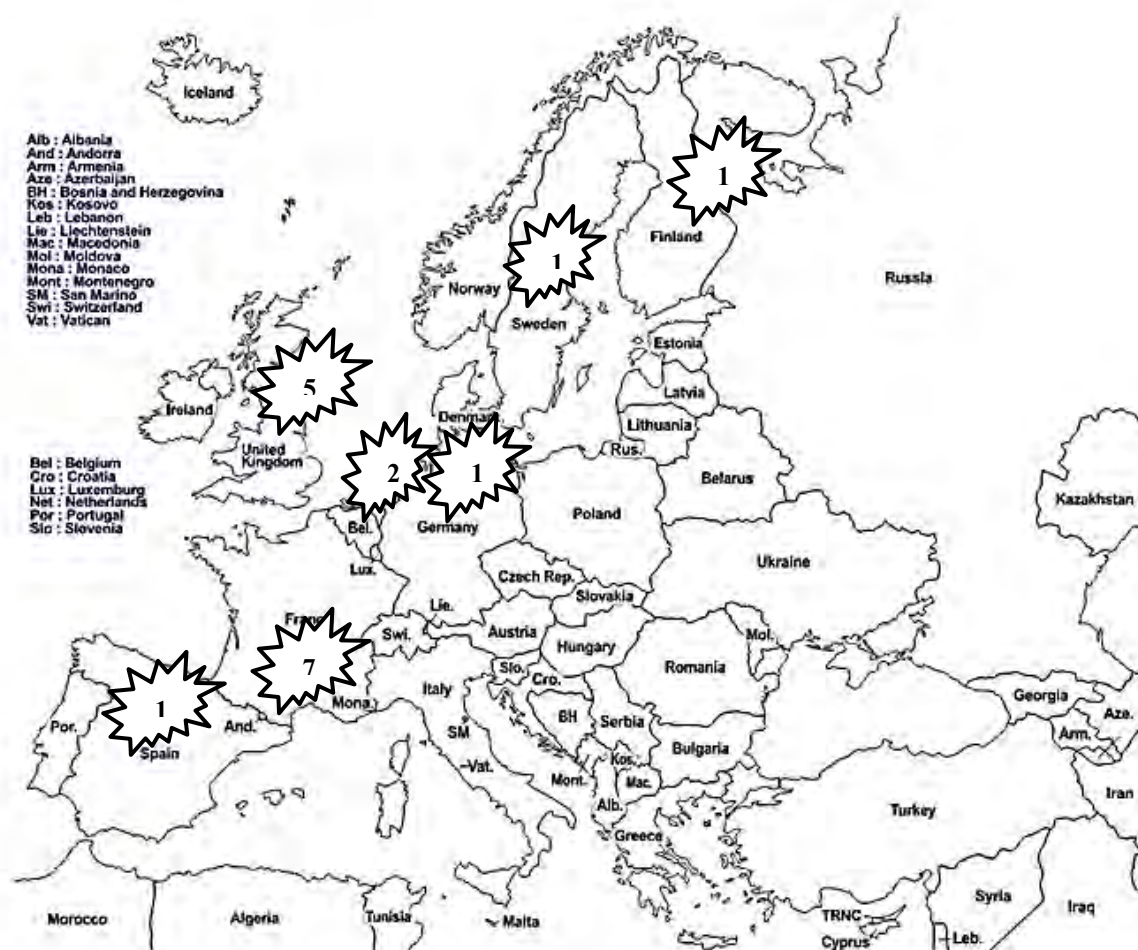 Iceland
Alb : Albania
And : Andorra
Arm : Armenia
Aze : Azerbaijan
BH : Bosnia and Herzegovina
Kos : Kosovo
Leb : Lebanon
Lie : Liechtenstein
Mac : Macedonia
Mol : Moldova
Mona : Monaco
Mont : Montenegro
SM : San Marino
Swi : Switzerland
Vat : Vatican
1
Finland
1
Norway
Sweden
Russia
Estonia
Latvia
Lithuania
Rus.
Belarus
5
Ireland
United
Kingdom
Denmark
2
1
Bel : Belgium
Cro : Croatia
Lux : Luxemburg
Net : Netherlands
Por : Portugal
Slo : Slovenia
Kazakhstan
Poland
Bel.
Germany
Ukraine
Lux.
Czech Rep.
Slovakia
Lie.
Franc
Swi.
Austria
Hungary
Mol.
7
Slo.
Cro.
Romania
Italy
Mona.
Georgia
Aze.
Arm.
1
Por.
And.
Spain
SM
BH
Serbia
Bulgaria
Kos.
Vat.
Mont.
Mac.
Alb.
Iran
Turkey
Greece
Syria
Iraq
Morocco
Algeria
Tunisia
Malta
TRNC
Cyprus
Leb.